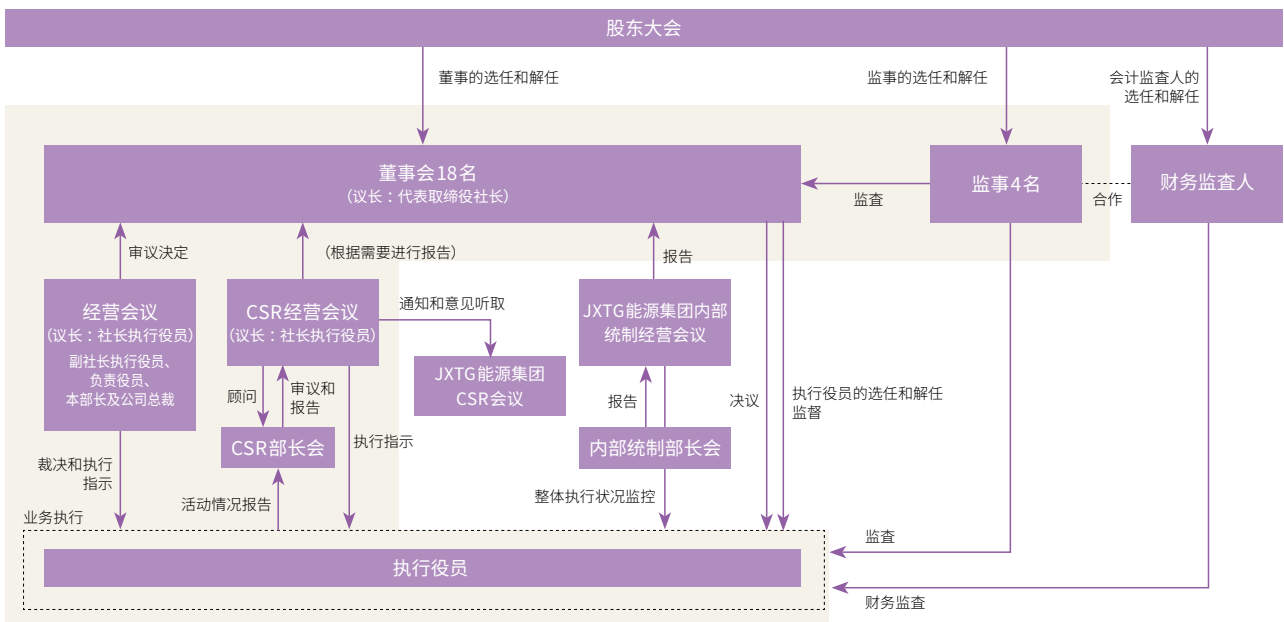 股东大会
董事的选任和解任
监事的选任和解任
会计监查人的
选任和解任
董事会18名
（议长：代表取缔役社长）
监查
监事4名
合作
财务监查人
审议决定
（根据需要进行报告）
报告
经营会议
（议长：社长执行役员）
副社长执行役员、
负责役员、
本部长及公司总裁
CSR经营会议
（议长：社长执行役员）
通知和意见听取
JXTG能源集团
CSR会议
JXTG能源集团内部
统制经营会议
顾问
审议和
报告
报告
决议
执行役员的选任和解任
监督
CSR部长会
执行指示
内部统制部长会
裁决和执行
指示
活动情况报告
整体执行状况监控
业务执行
执行役员
监查
财务监查